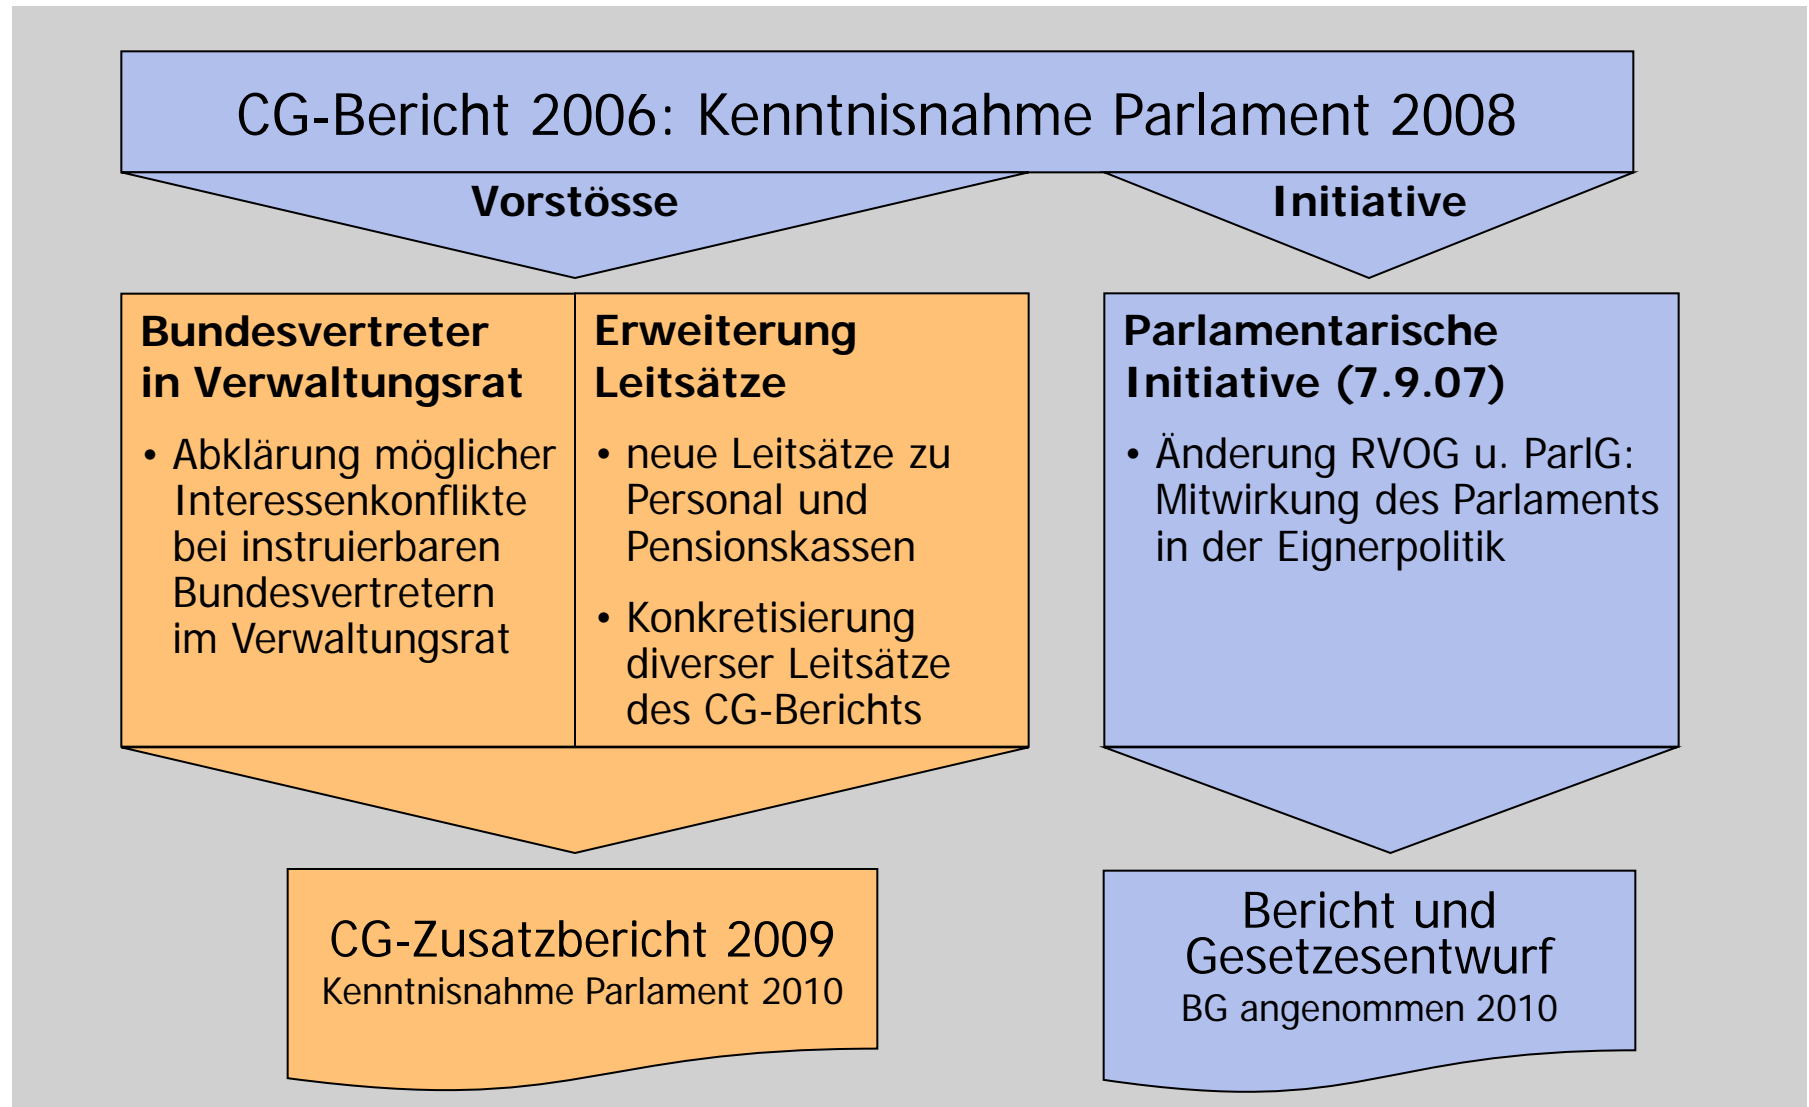 CG-Bericht 2006: Kenntnisnahme Parlament 2008
Vorstösse
Initiative
Bundesvertreter
in Verwaltungsrat
• Abklärung möglicher
Interessenkonflikte
bei instruierbaren
Bundesvertretern
im Verwaltungsrat
Erweiterung
Leitsätze
• neue Leitsätze zu
Personal und
Pensionskassen
• Konkretisierung
diverser Leitsätze
des CG-Berichts
Parlamentarische
Initiative (7.9.07)
• Änderung RVOG u. ParlG:
Mitwirkung des Parlaments
in der Eignerpolitik
CG-Zusatzbericht 2009
Kenntnisnahme Parlament 2010
Bericht und
Gesetzesentwurf
BG angenommen 2010